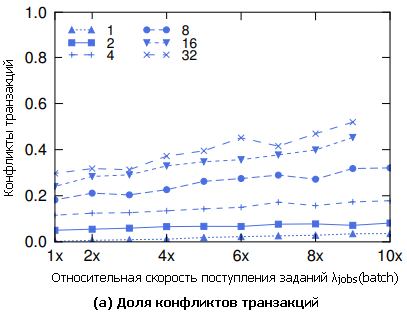 1.0
0.8
0.6
0.4
0.2
0.0
Конфликты транзакций
1 8
2 16
4 32
1x 2x 4x 6x 8x 10x
Относительная скорость поступления заданий λjobs(batch)
(а) Доля конфликтов транзакций